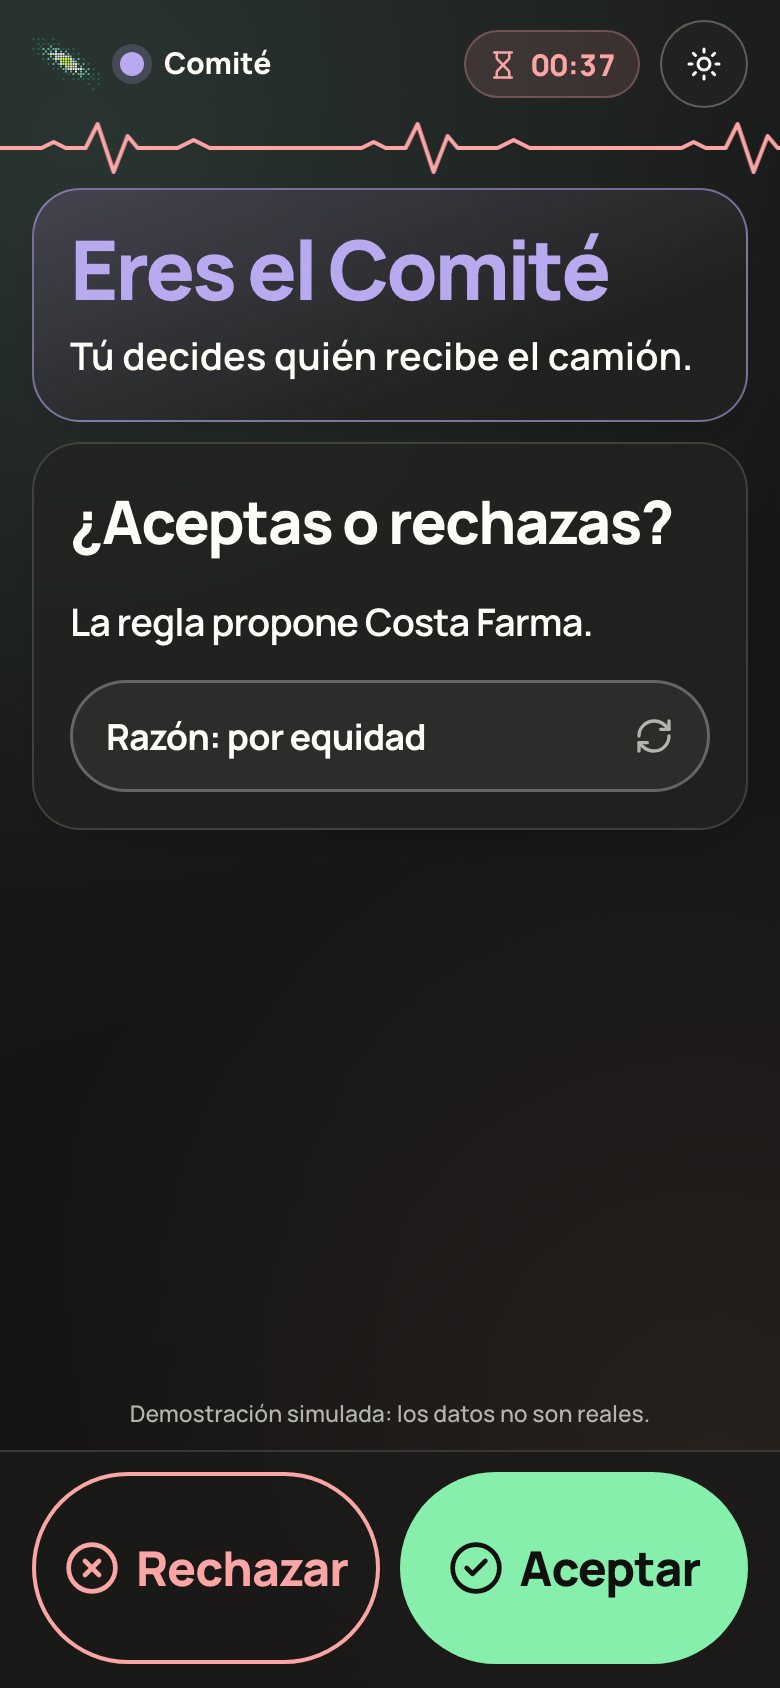 Comité
00:37
Eres el Comité
Tú decides quién recibe el camión.
¿Aceptas o rechazas?
La regla propone Costa Farma.
Razón: por equidad
Demostración simulada: los datos no son reales.
Rechazar
Aceptar